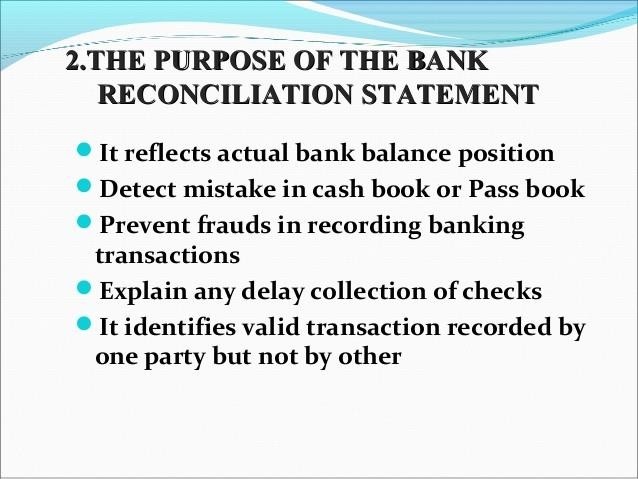 2.THE PURPOSE OF THE BANK
RECONCILIATION STATEMENT
It reflects actual bank balance position
Detect mistake in cash book or Pass book
Prevent frauds in recording banking
transactions
Explain any delay collection of checks
It identifies valid transaction recorded by
one party but not by other